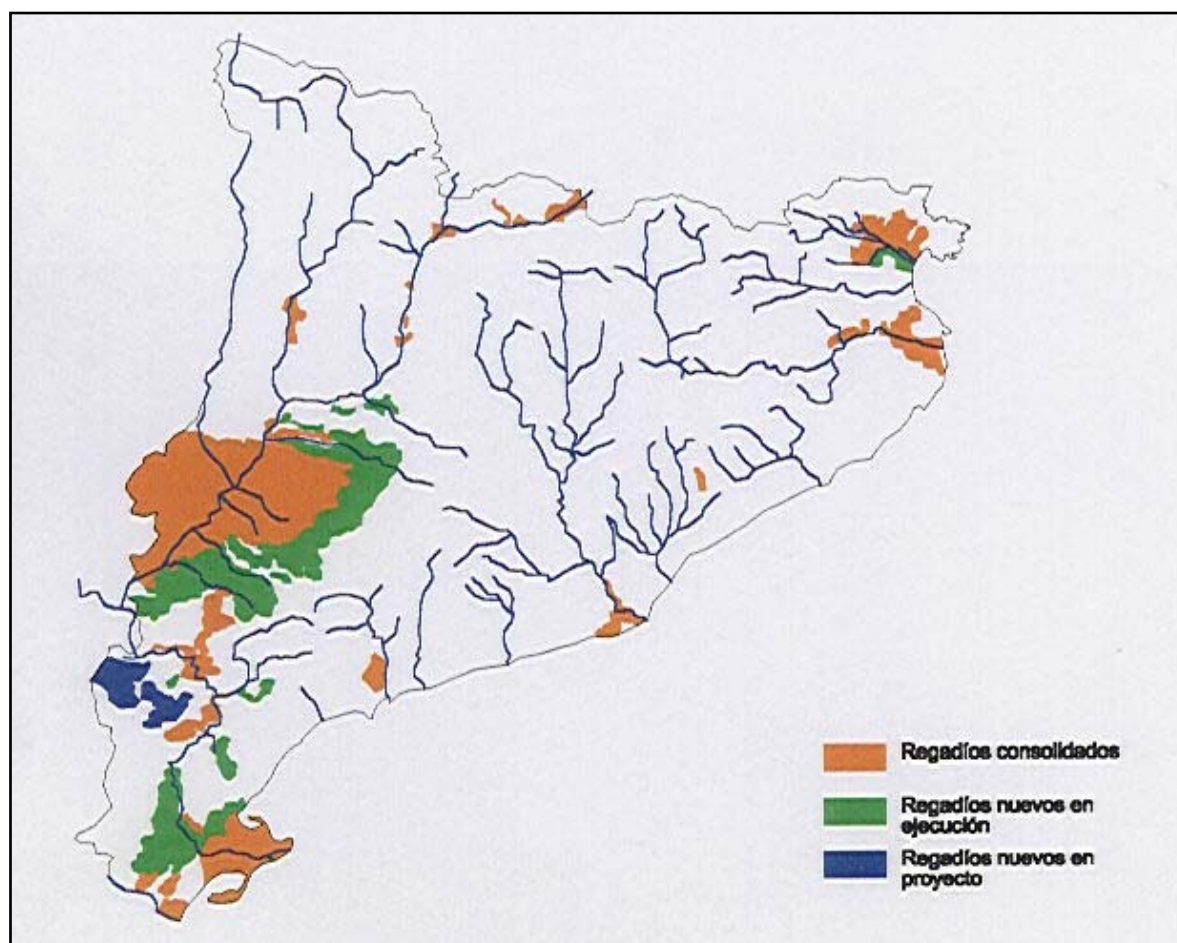 Regadíos consolidados
Regadíos nuevos en
ejecución
Regadíos nuevos en
proyecto